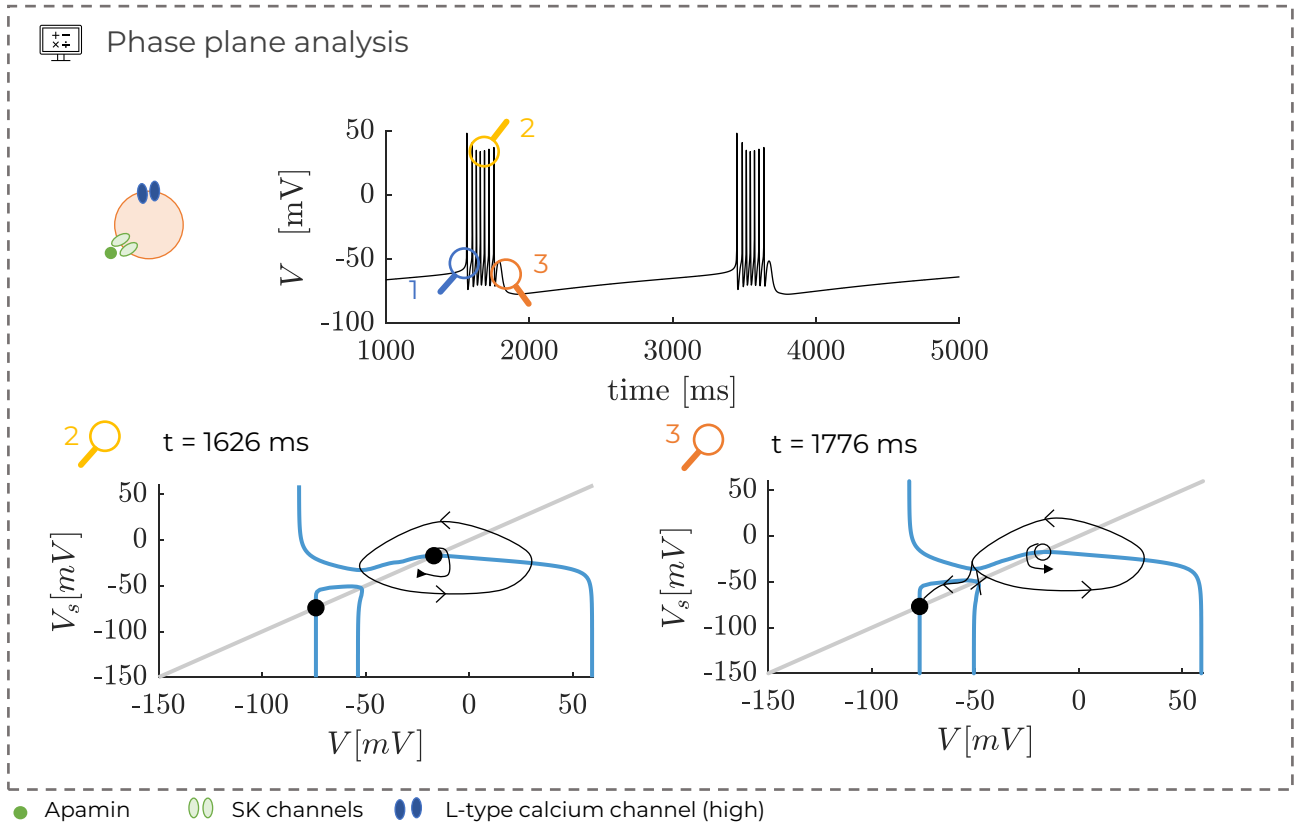 + - × ÷
Phase plane analysis
V [mV]
50
0
-50
-100
2
1
3
1000 2000 3000 4000 5000
time [ms]
2 t = 1626 ms
V_s[mV]
50
0
-50
-100
-150
-150 -100 -50 0 50
V[mV]
3 t = 1776 ms
V_s[mV]
50
0
-50
-100
-150
-150 -100 -50 0 50
V[mV]
Apamin SK channels L-type calcium channel (high)